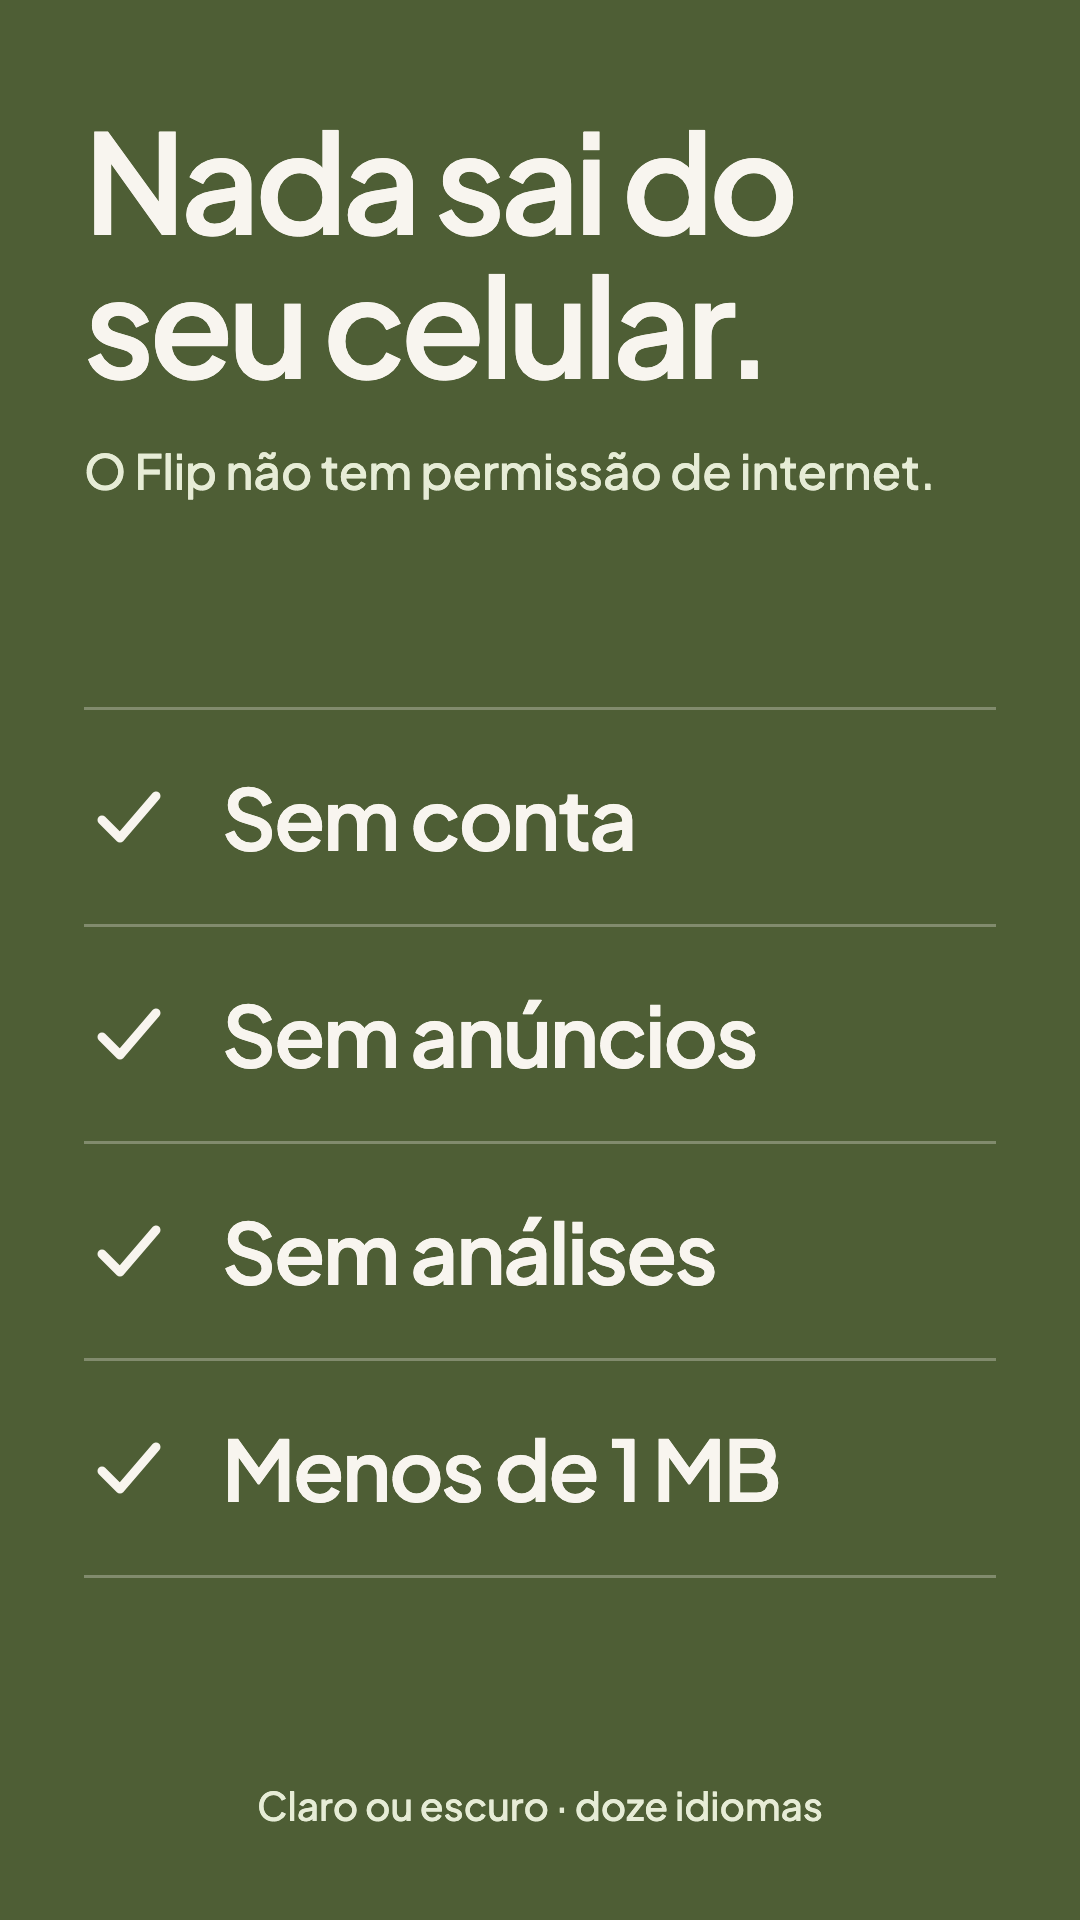 Nada sai do
seu celular.
O Flip não tem permissão de internet.
Sem conta
Sem anúncios
Sem análises
Menos de 1 MB
Claro ou escuro · doze idiomas